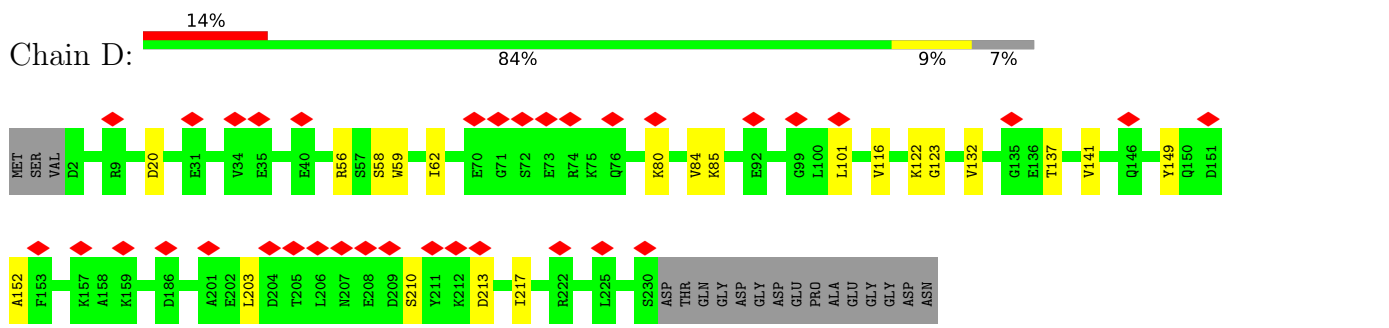 14%
Chain D:
84% 9% 7%
MET SER VAL D2 R9 D20 E31 V34 E35 E40 R56 S57 S58 W59 I62 E70 G71 S72 E73 R74 K75 Q76 K80 V84 K85 E92 G99 L100 L101 V116 K122 G123 V132 G135 E136 T137 V141 Q146 Y149 Q150 D151
A152 F153 K157 A158 K159 D186 A201 E202 L203 D204 T205 L206 N207 E208 D209 S210 Y211 K212 D213 I217 R222 L225 S230 ASP THR GLN GLY ASP GLY ASP GLU PRO ALA GLU GLY GLY ASP ASN